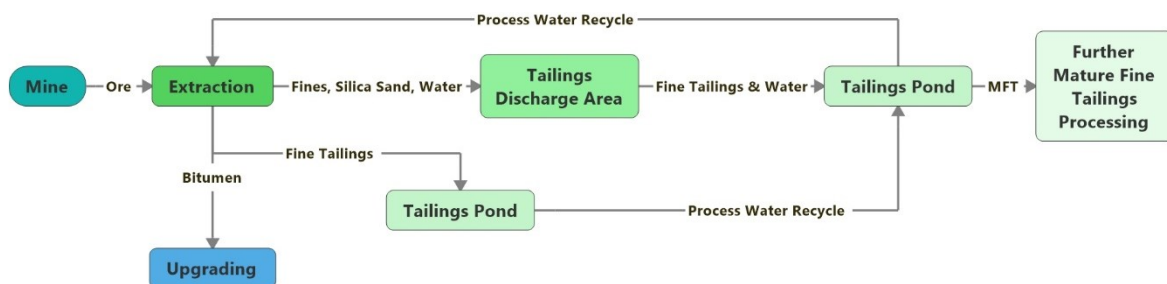 Process Water Recycle
Mine
Ore
Extraction
Fines, Silica Sand, Water
Tailings
Discharge Area
Fine Tailings & Water
Tailings Pond
MFT
Further
Mature Fine
Tailings
Processing
Fine Tailings
Bitumen
Tailings Pond
Process Water Recycle
Upgrading